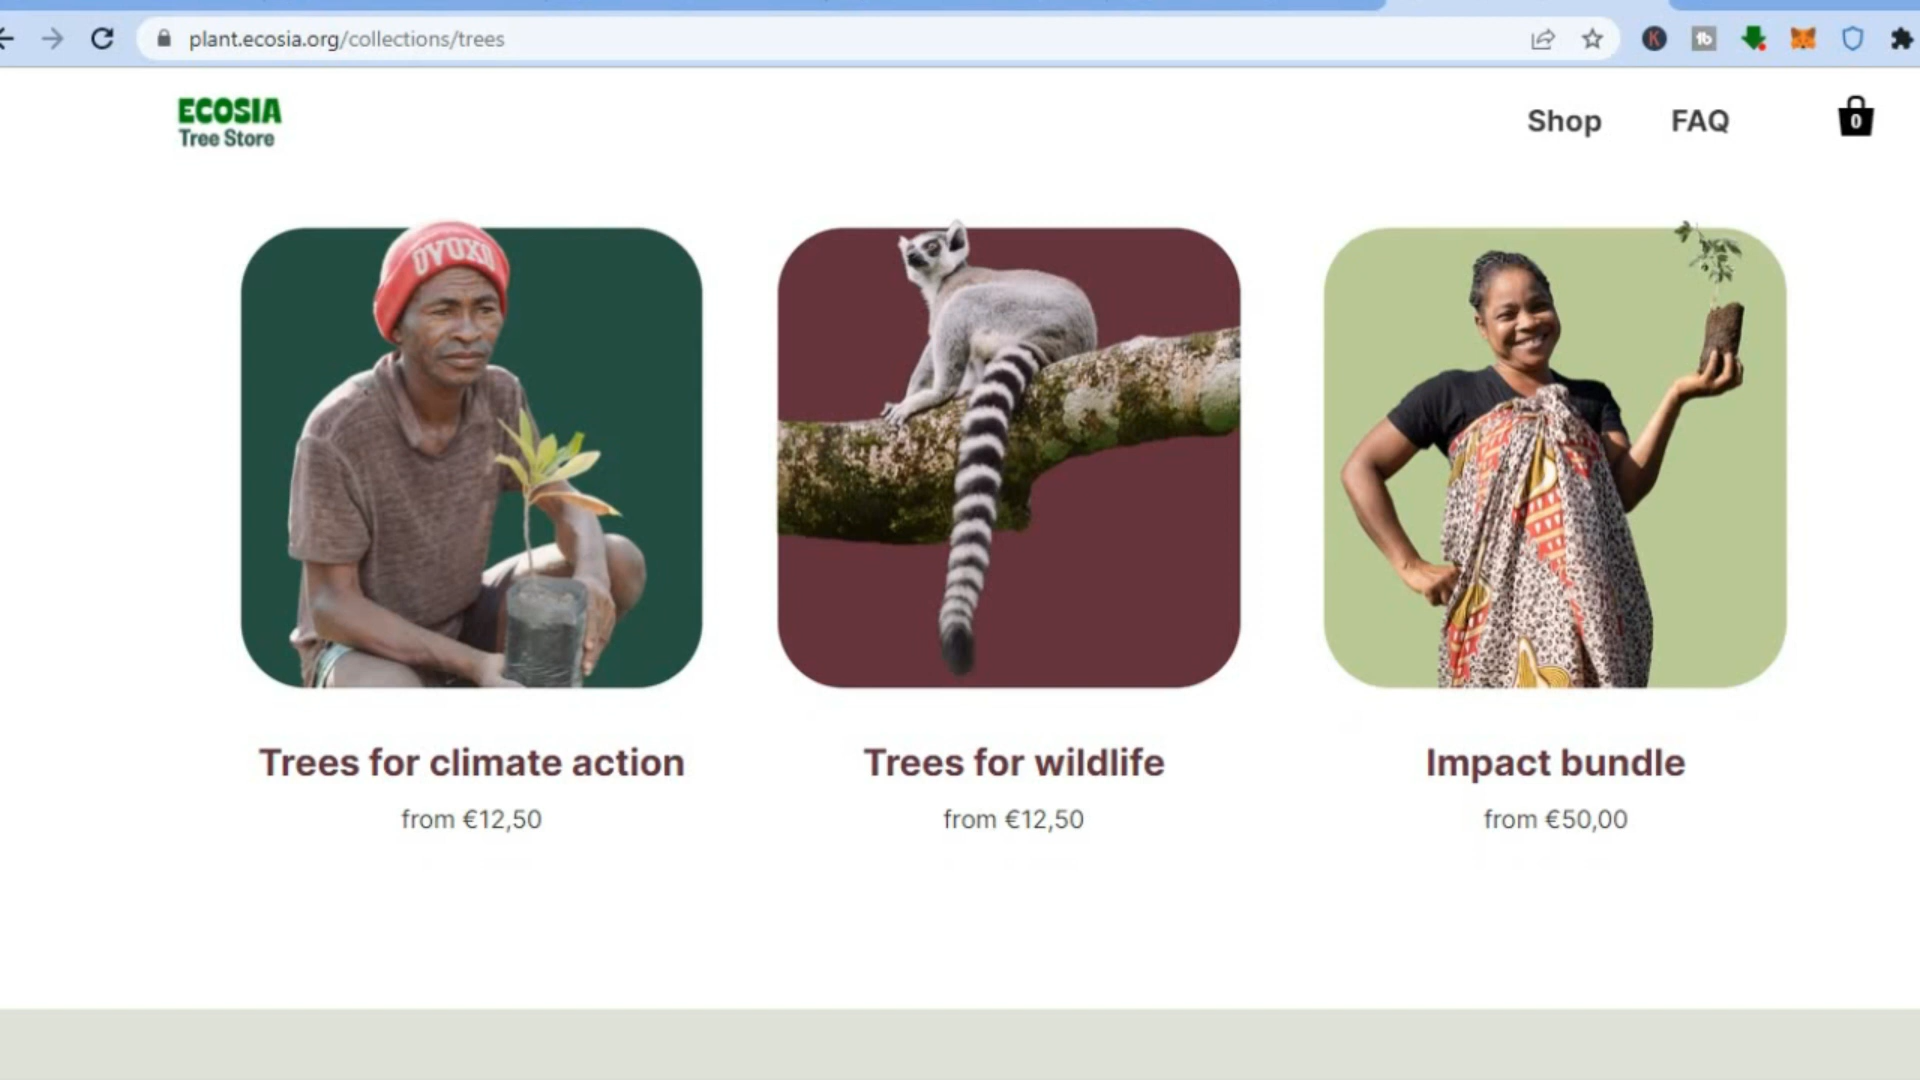 plant.ecosia.org/collections/trees
ECOSIA
Tree Store
Shop
FAQ
0
Trees for climate action
from €12,50
Trees for wildlife
from €12,50
Impact bundle
from €50,00